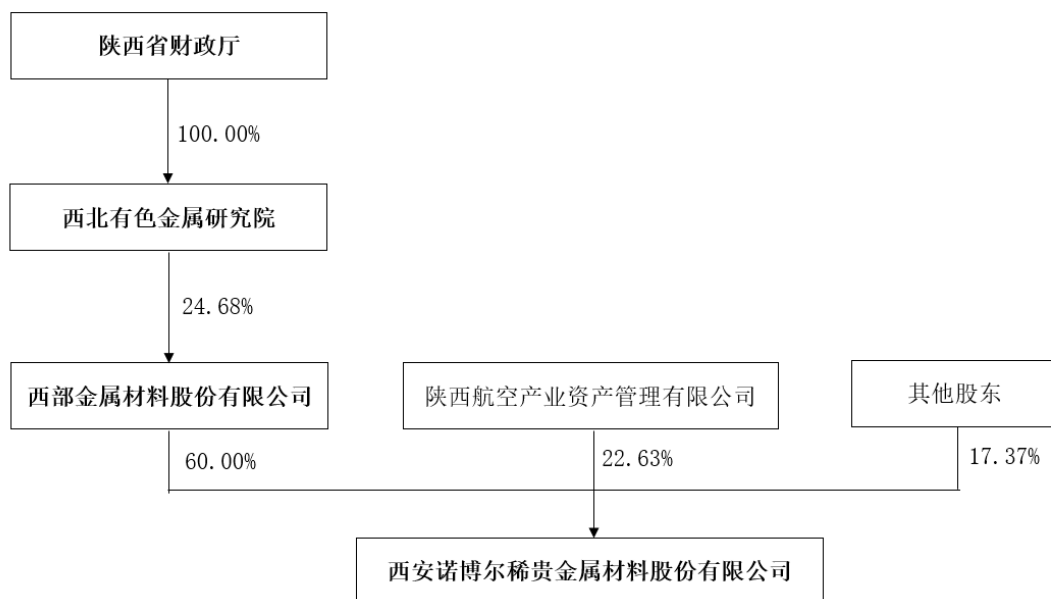 陕西省财政厅
100.00%
西北有色金属研究院
24.68%
西部金属材料股份有限公司
陕西航空产业资产管理有限公司
其他股东
60.00%
22.63%
17.37%
西安诺博尔稀贵金属材料股份有限公司